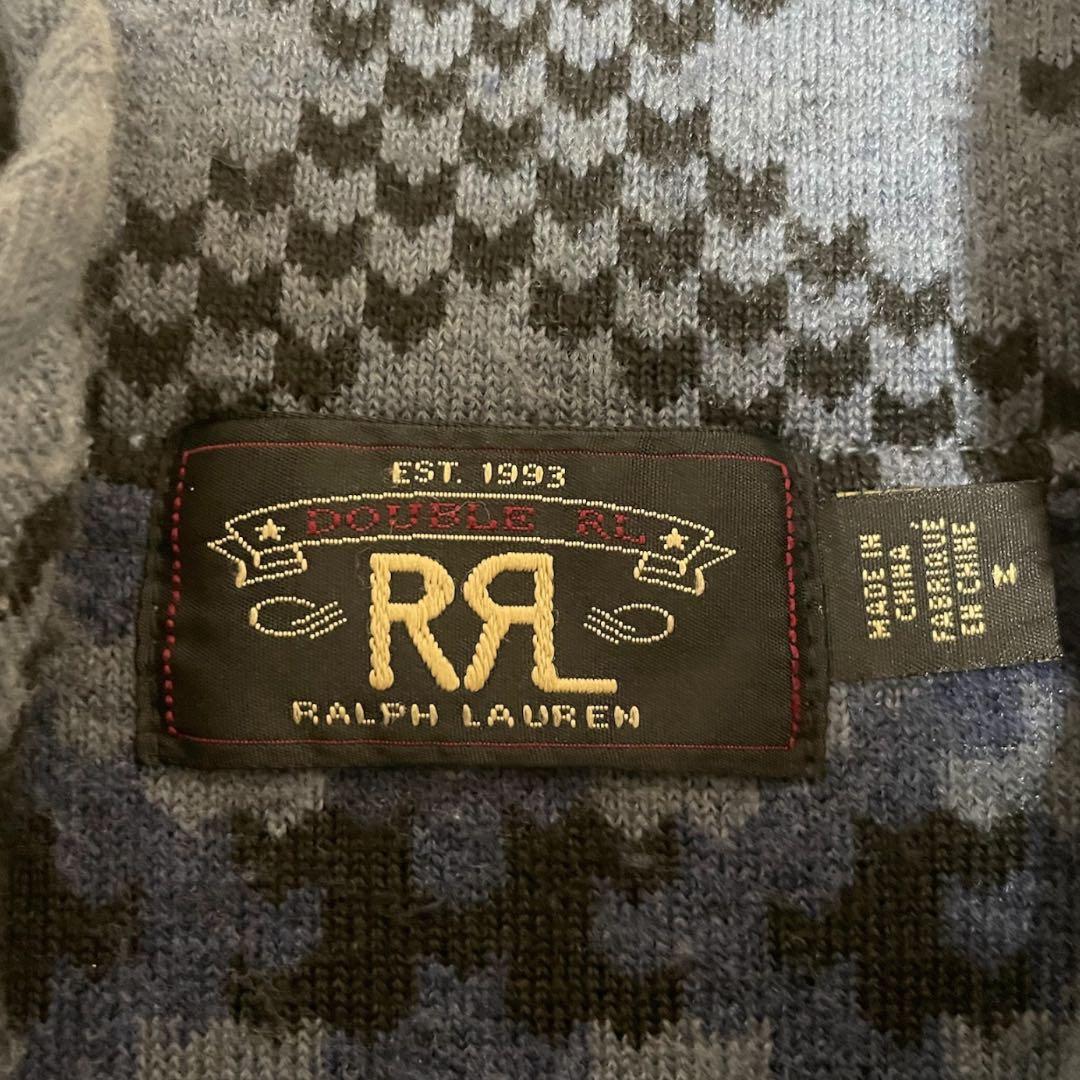 EST. 1993
DOUBLE RL
RRL
RALPH LAUREN
MADE IN
CHINA
FABRIQUÉ
EN CHINE
M